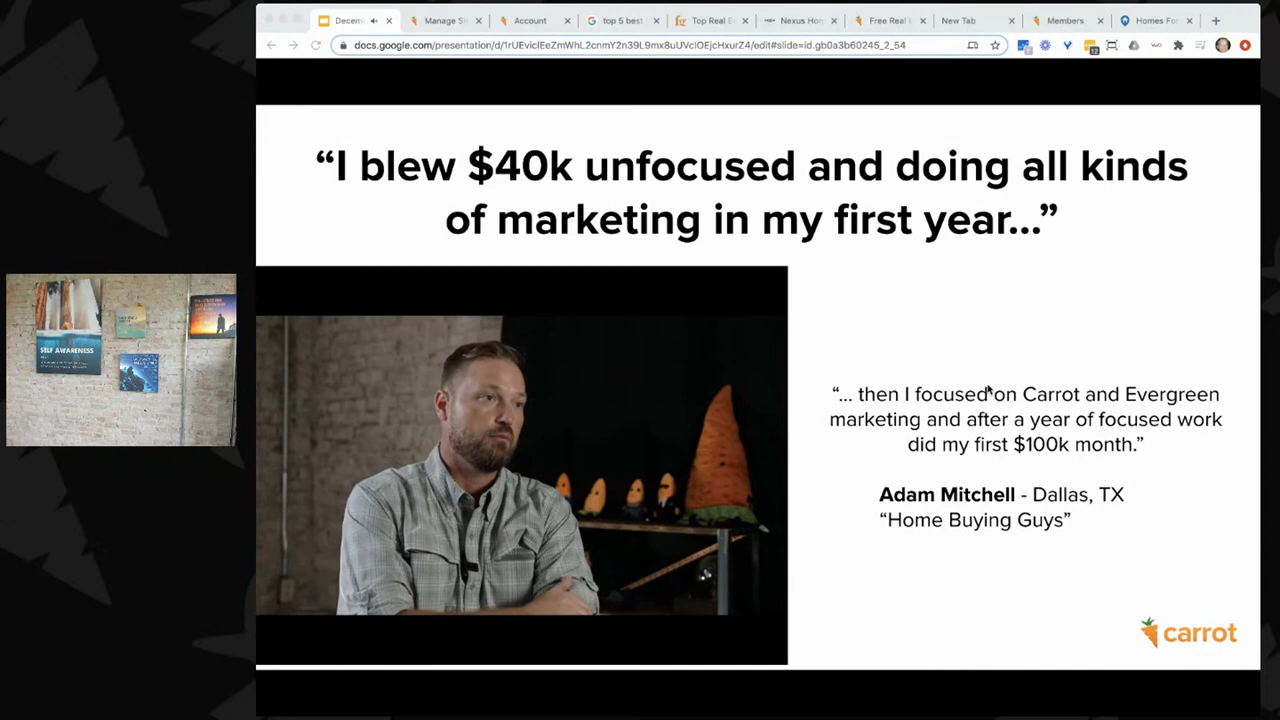 Decem
Manage Si
Account
top 5 best
Top Real E
Nexus Hom
Free Real E
New Tab
Members
Homes For
docs.google.com/presentation/d/1rUEvicIEeZmWhL2cnmY2n39L9mx8uUVcIOEjcHxurZ4/edit#slide=id.gb0a3b60245_2_54
“I blew $40k unfocused and doing all kinds
of marketing in my first year...”
SELF AWARENESS
“... then I focused on Carrot and Evergreen
marketing and after a year of focused work
did my first $100k month.”
Adam Mitchell - Dallas, TX
“Home Buying Guys”
carrot